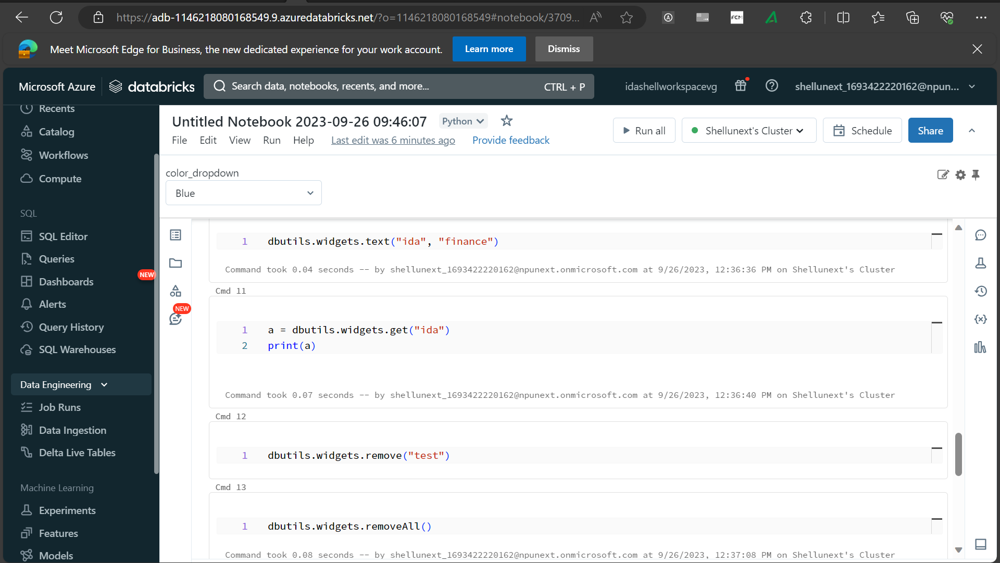 https://adb-1146218080168549.9.azuredatabricks.net/?o=1146218080168549#notebook/3709...
FCM
Meet Microsoft Edge for Business, the new dedicated experience for your work account.
Learn more
Dismiss
Microsoft Azure
databricks
Search data, notebooks, recents, and more...
CTRL + P
idashellworkspacevg
shellunext_1693422220162@npun...
Recents
Catalog
Workflows
Compute
SQL
SQL Editor
Queries
Dashboards
NEW
Alerts
Query History
SQL Warehouses
Data Engineering
Job Runs
Data Ingestion
Delta Live Tables
Machine Learning
Experiments
Features
Models
Untitled Notebook 2023-09-26 09:46:07
Python
File Edit View Run Help Last edit was 6 minutes ago Provide feedback
Run all
Shellunext's Cluster
Schedule
Share
color_dropdown
Blue
NEW
1 dbutils.widgets.text("ida", "finance")
Command took 0.04 seconds -- by shellunext_1693422220162@npunext.onmicrosoft.com at 9/26/2023, 12:36:36 PM on Shellunext's Cluster
Cmd 11
1 a = dbutils.widgets.get("ida")
2 print(a)
Command took 0.07 seconds -- by shellunext_1693422220162@npunext.onmicrosoft.com at 9/26/2023, 12:36:40 PM on Shellunext's Cluster
Cmd 12
1 dbutils.widgets.remove("test")
Cmd 13
1 dbutils.widgets.removeAll()
Command took 0.08 seconds -- by shellunext_1693422220162@npunext.onmicrosoft.com at 9/26/2023, 12:37:08 PM on Shellunext's Cluster